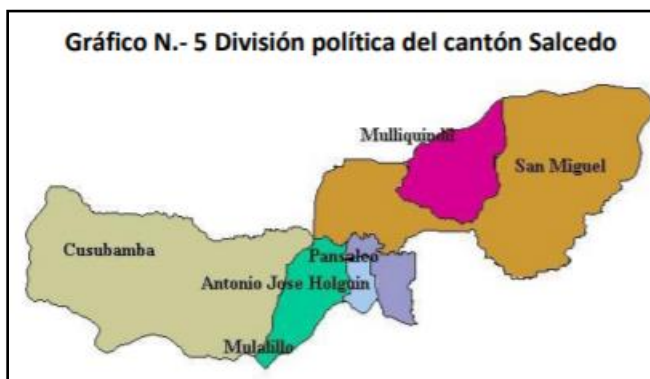 Gráfico N.- 5 División política del cantón Salcedo
Mulliquindil
San Miguel
Cusubamba
Pansaleo
Antonio Jose Holguin
Mulalillo